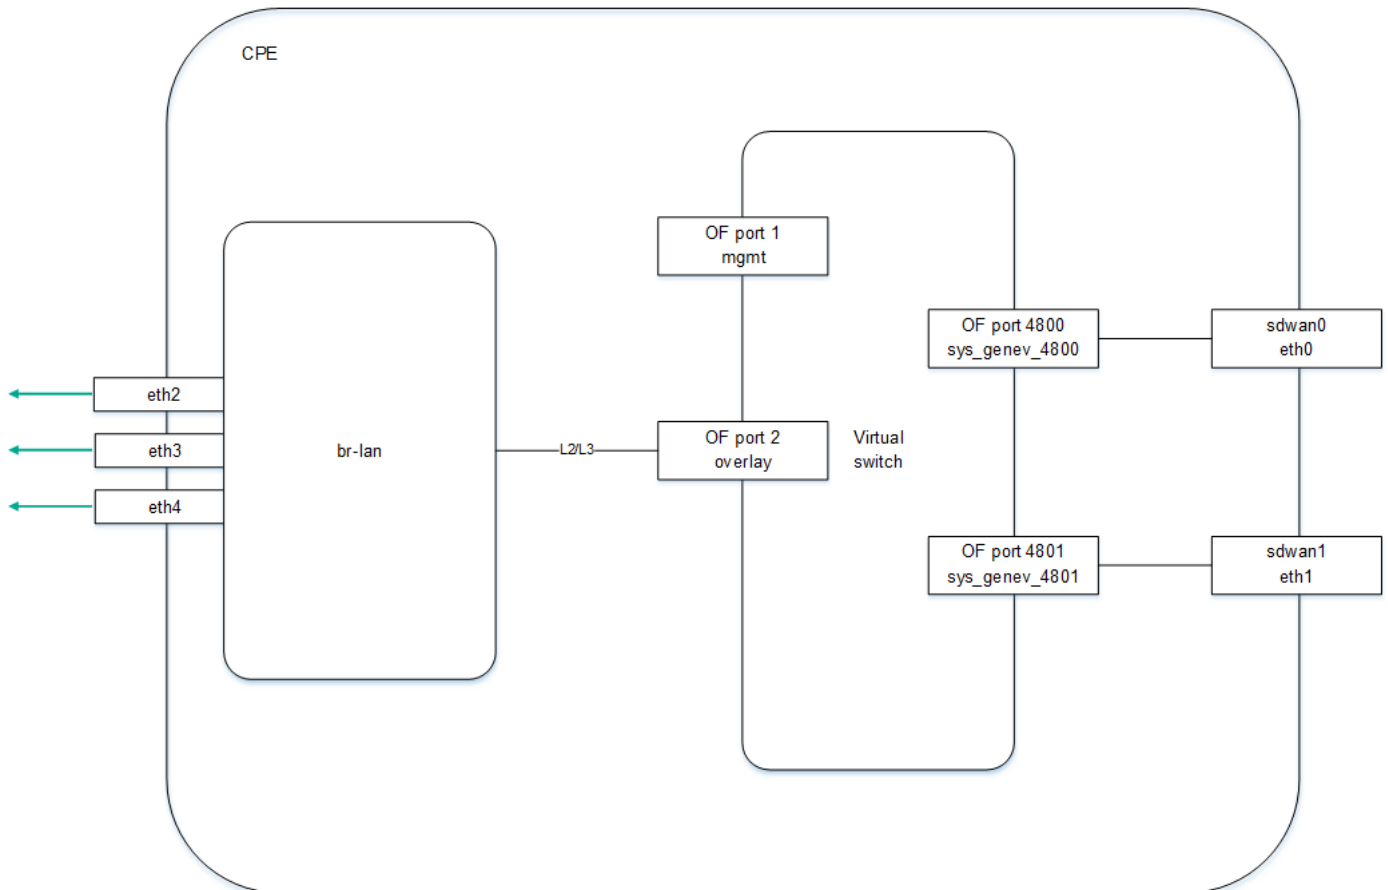 CPE
OF port 1
mgmt
OF port 4800
sys_genev_4800
sdwan0
eth0
eth2
eth3
eth4
br-lan
L2/L3
OF port 2
overlay
Virtual
switch
OF port 4801
sys_genev_4801
sdwan1
eth1